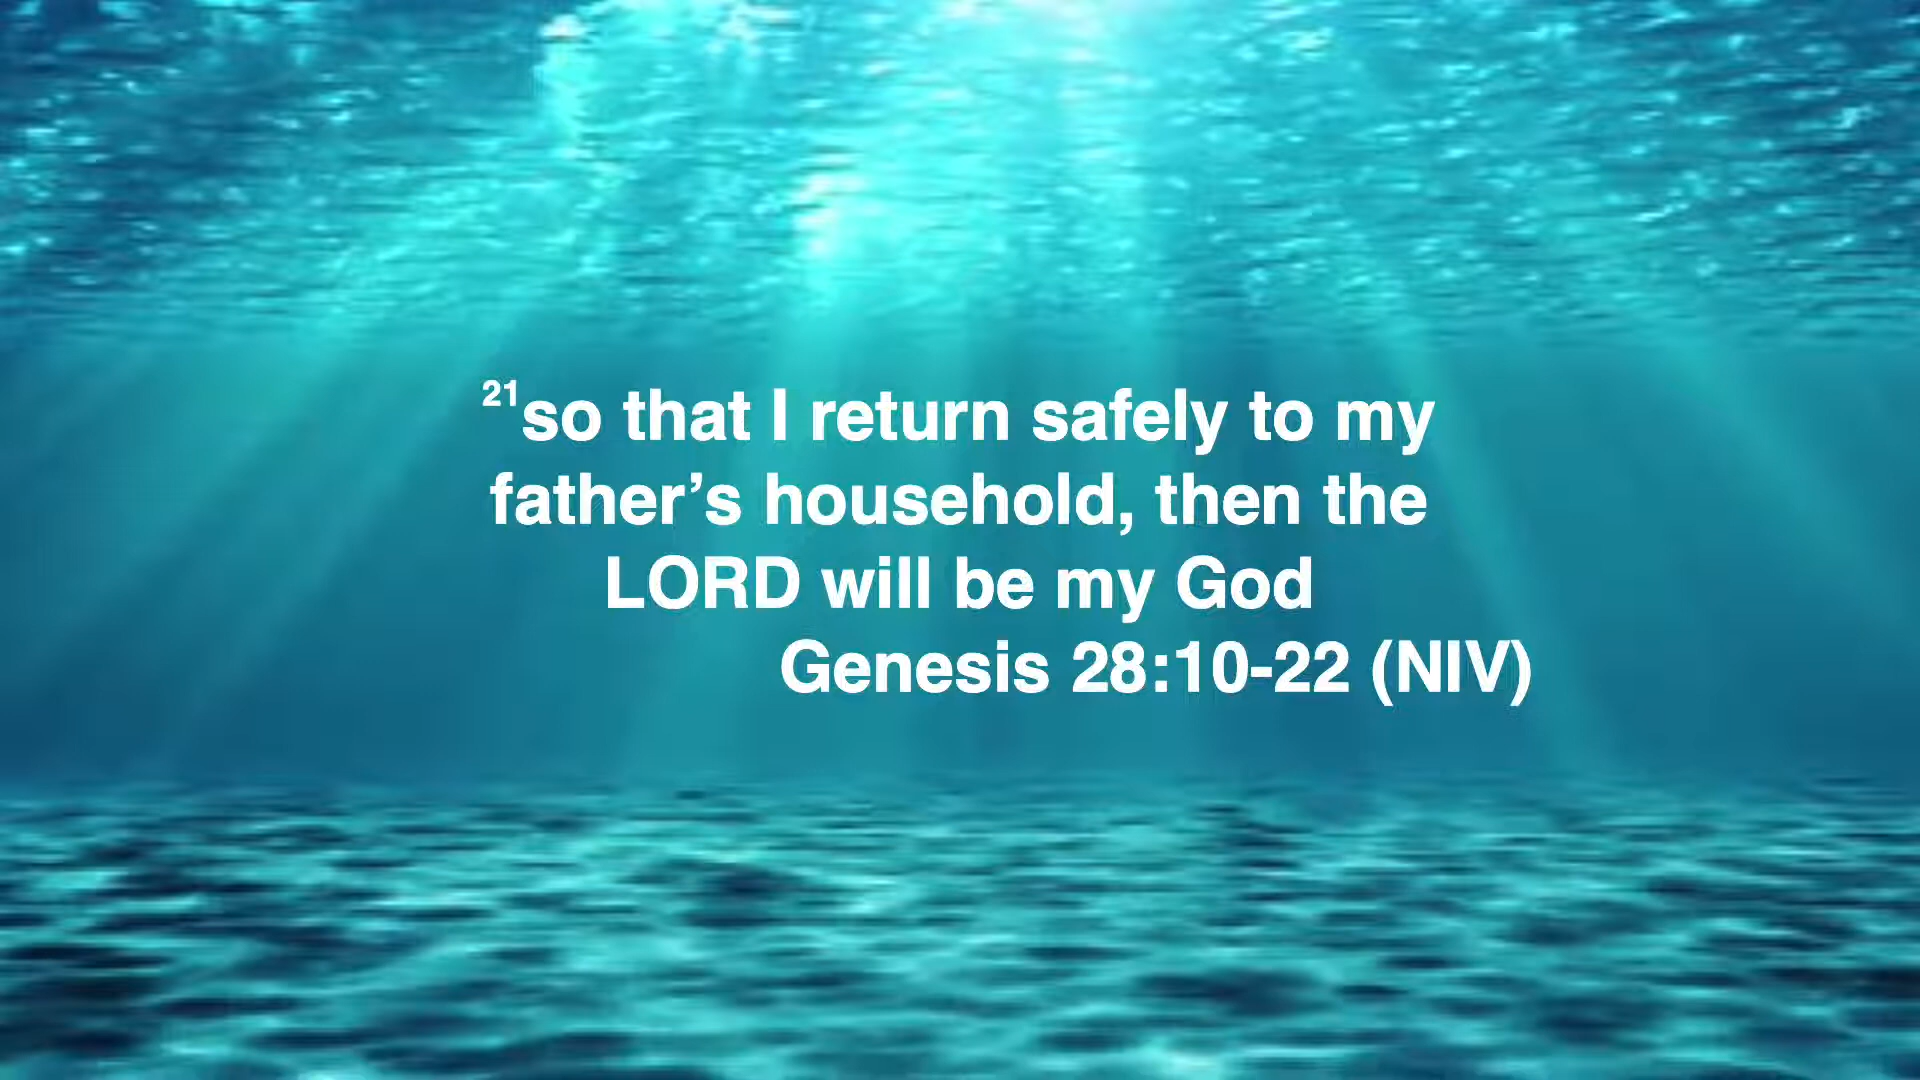 21so that I return safely to my
father’s household, then the
LORD will be my God
Genesis 28:10-22 (NIV)